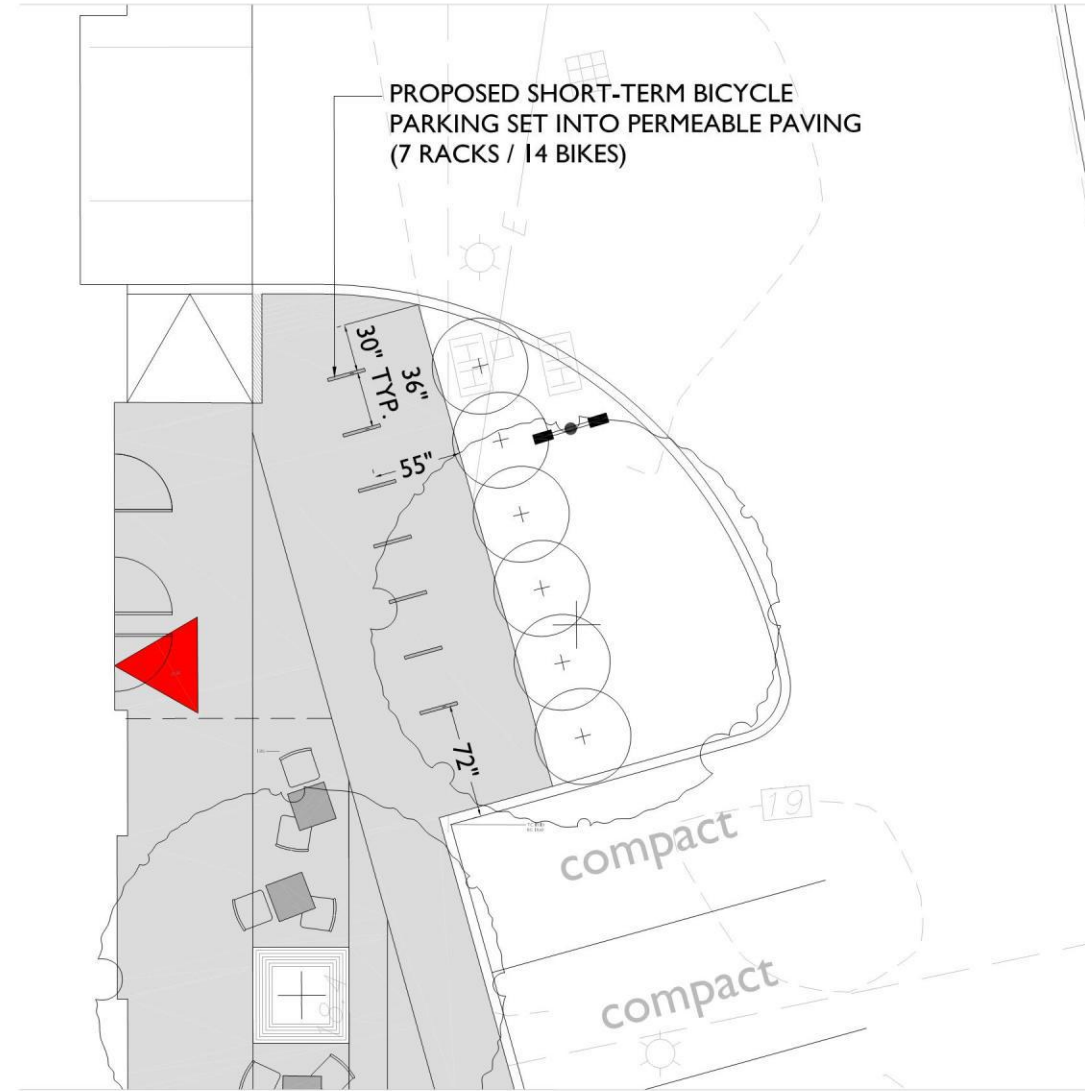 PROPOSED SHORT-TERM BICYCLE
PARKING SET INTO PERMEABLE PAVING
(7 RACKS / 14 BIKES)
E
30"
36"
TYP.
55"
72"
compact
19
compact